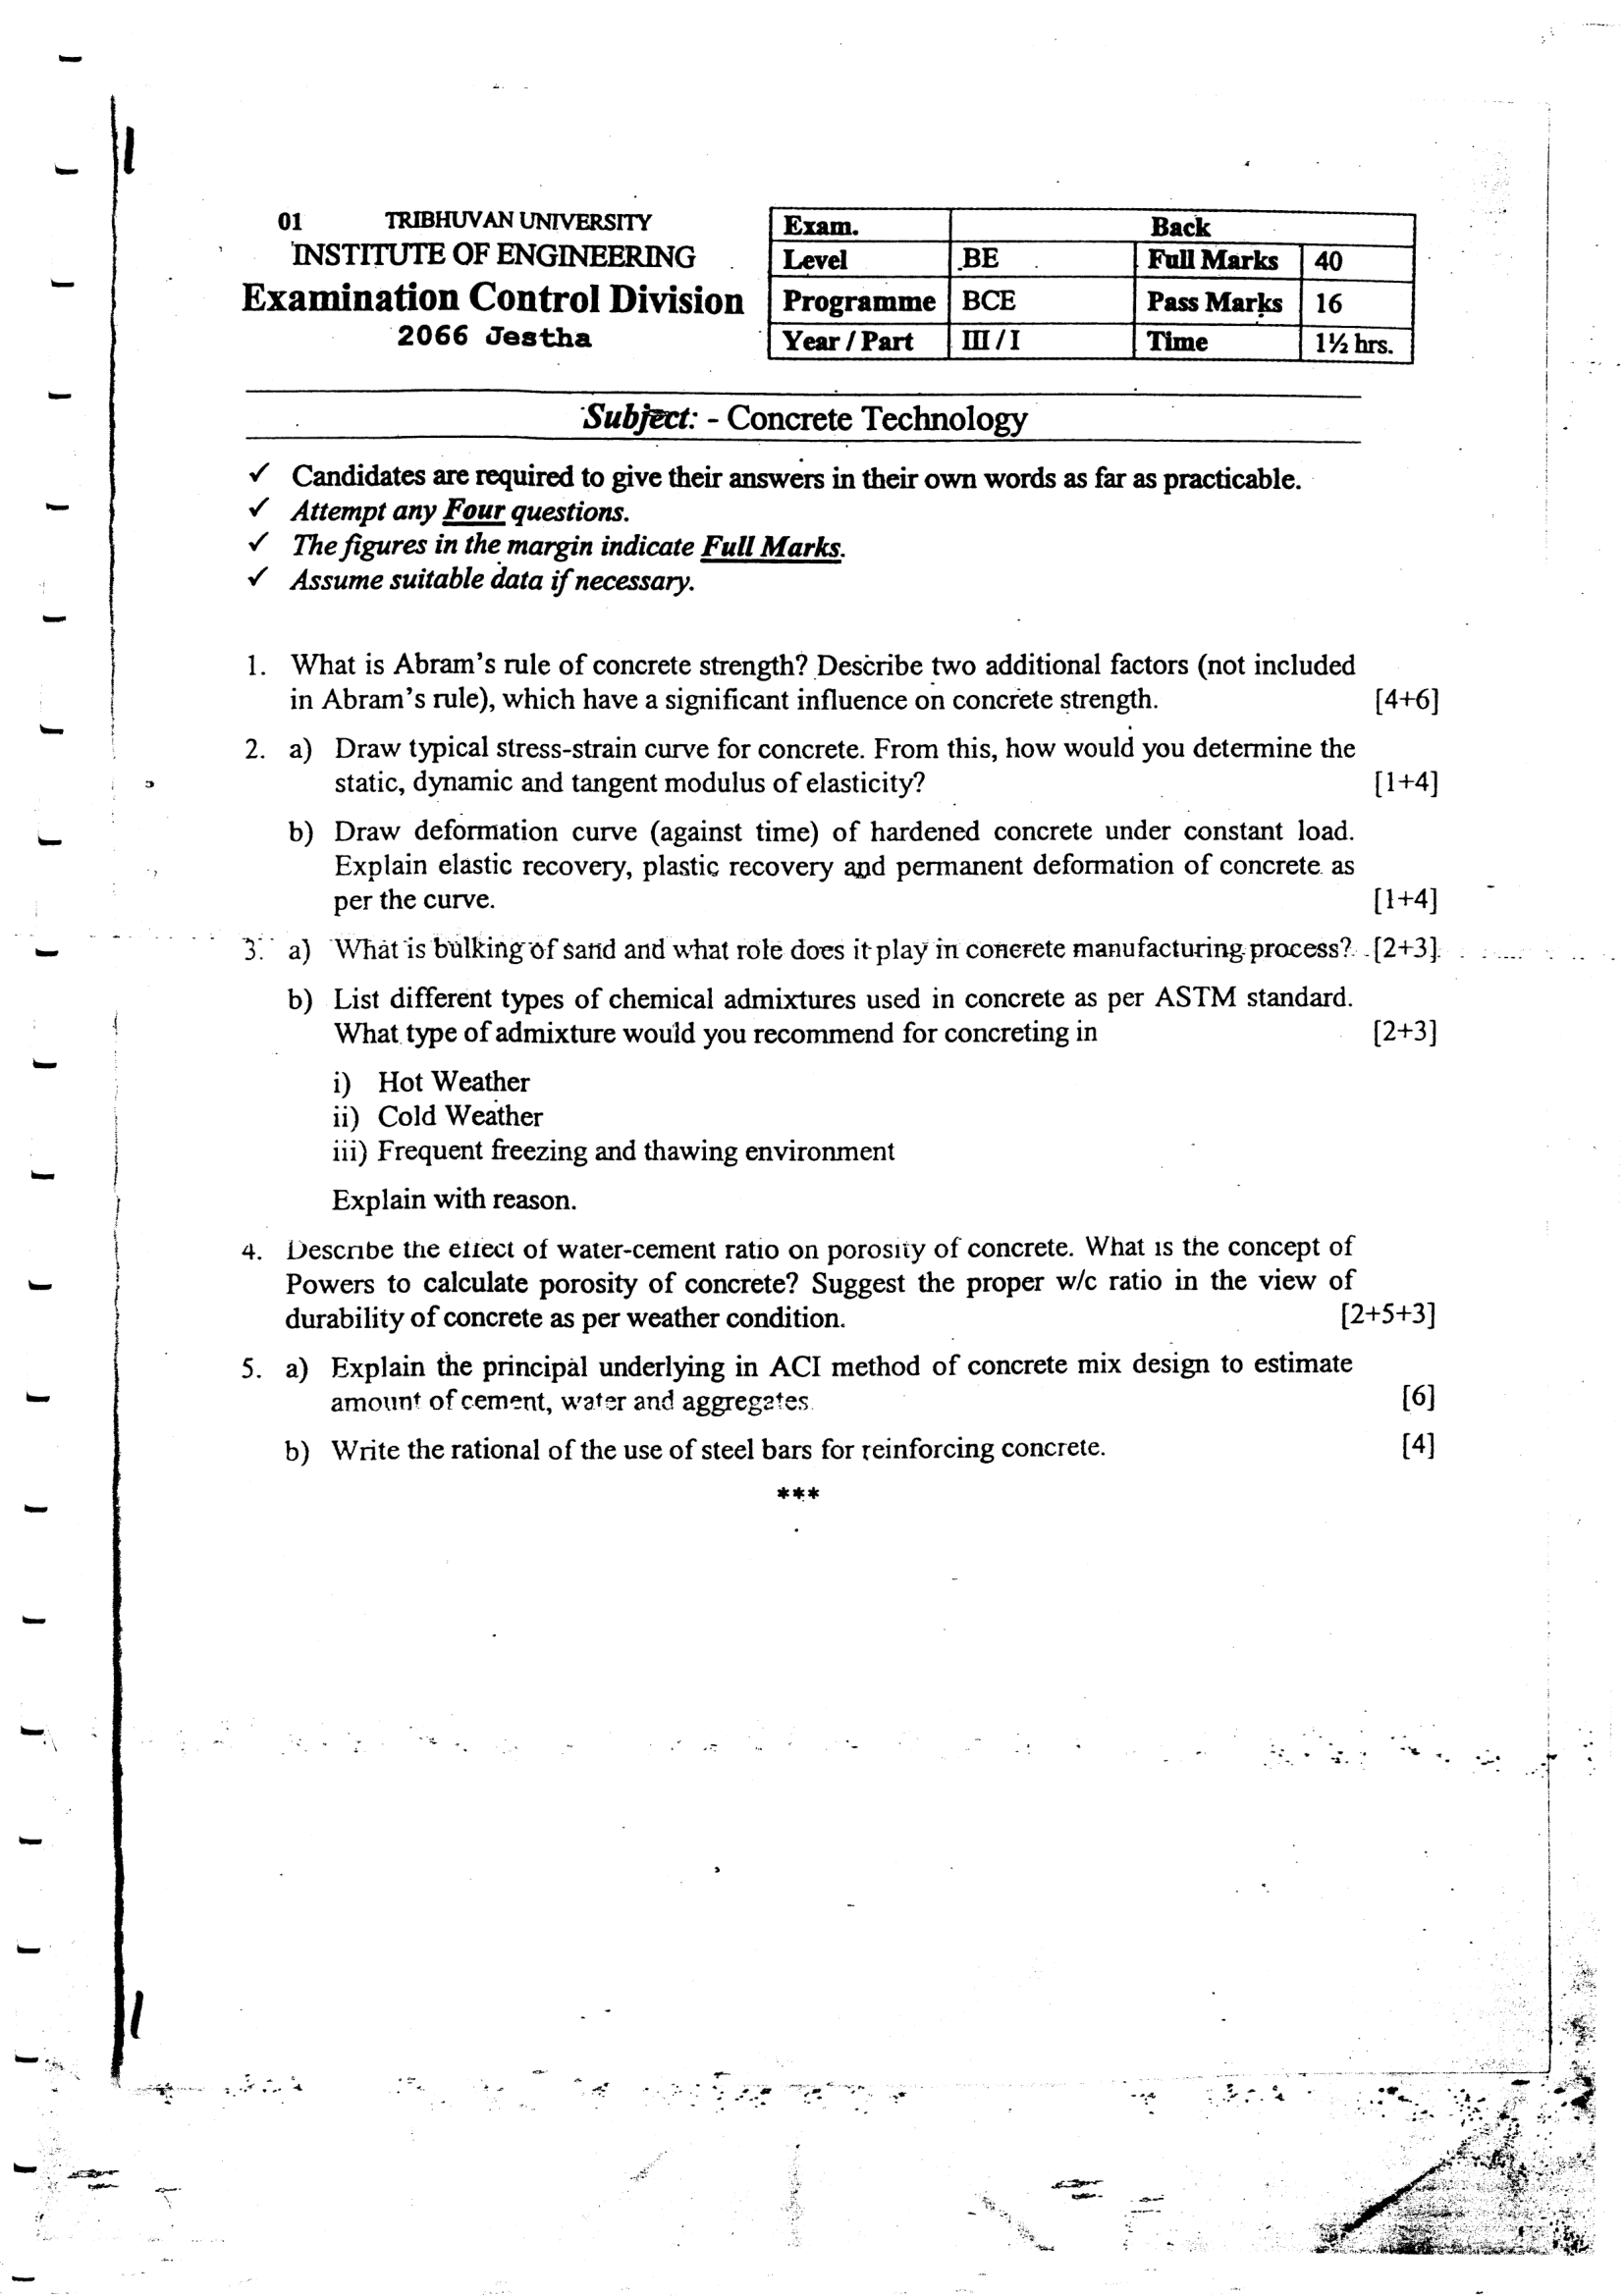 01 TRIBHUVAN UNIVERSITY
INSTITUTE OF ENGINEERING
Examination Control Division
2066 Jestha
Exam. Back
Level BE Full Marks 40
Programme BCE Pass Marks 16
Year / Part III / I Time 1½ hrs.
Subject: - Concrete Technology
✓ Candidates are required to give their answers in their own words as far as practicable.
✓ Attempt any Four questions.
✓ The figures in the margin indicate Full Marks.
✓ Assume suitable data if necessary.
1. What is Abram's rule of concrete strength? Describe two additional factors (not included
in Abram's rule), which have a significant influence on concrete strength. [4+6]
2. a) Draw typical stress-strain curve for concrete. From this, how would you determine the
static, dynamic and tangent modulus of elasticity? [1+4]
b) Draw deformation curve (against time) of hardened concrete under constant load.
Explain elastic recovery, plastic recovery and permanent deformation of concrete as
per the curve. [1+4]
3. a) What is bulking of sand and what role does it play in concrete manufacturing process? [2+3]
b) List different types of chemical admixtures used in concrete as per ASTM standard.
What type of admixture would you recommend for concreting in [2+3]
i) Hot Weather
ii) Cold Weather
iii) Frequent freezing and thawing environment
Explain with reason.
4. Describe the effect of water-cement ratio on porosity of concrete. What is the concept of
Powers to calculate porosity of concrete? Suggest the proper w/c ratio in the view of
durability of concrete as per weather condition. [2+5+3]
5. a) Explain the principal underlying in ACI method of concrete mix design to estimate
amount of cement, water and aggregates. [6]
b) Write the rational of the use of steel bars for reinforcing concrete. [4]
***